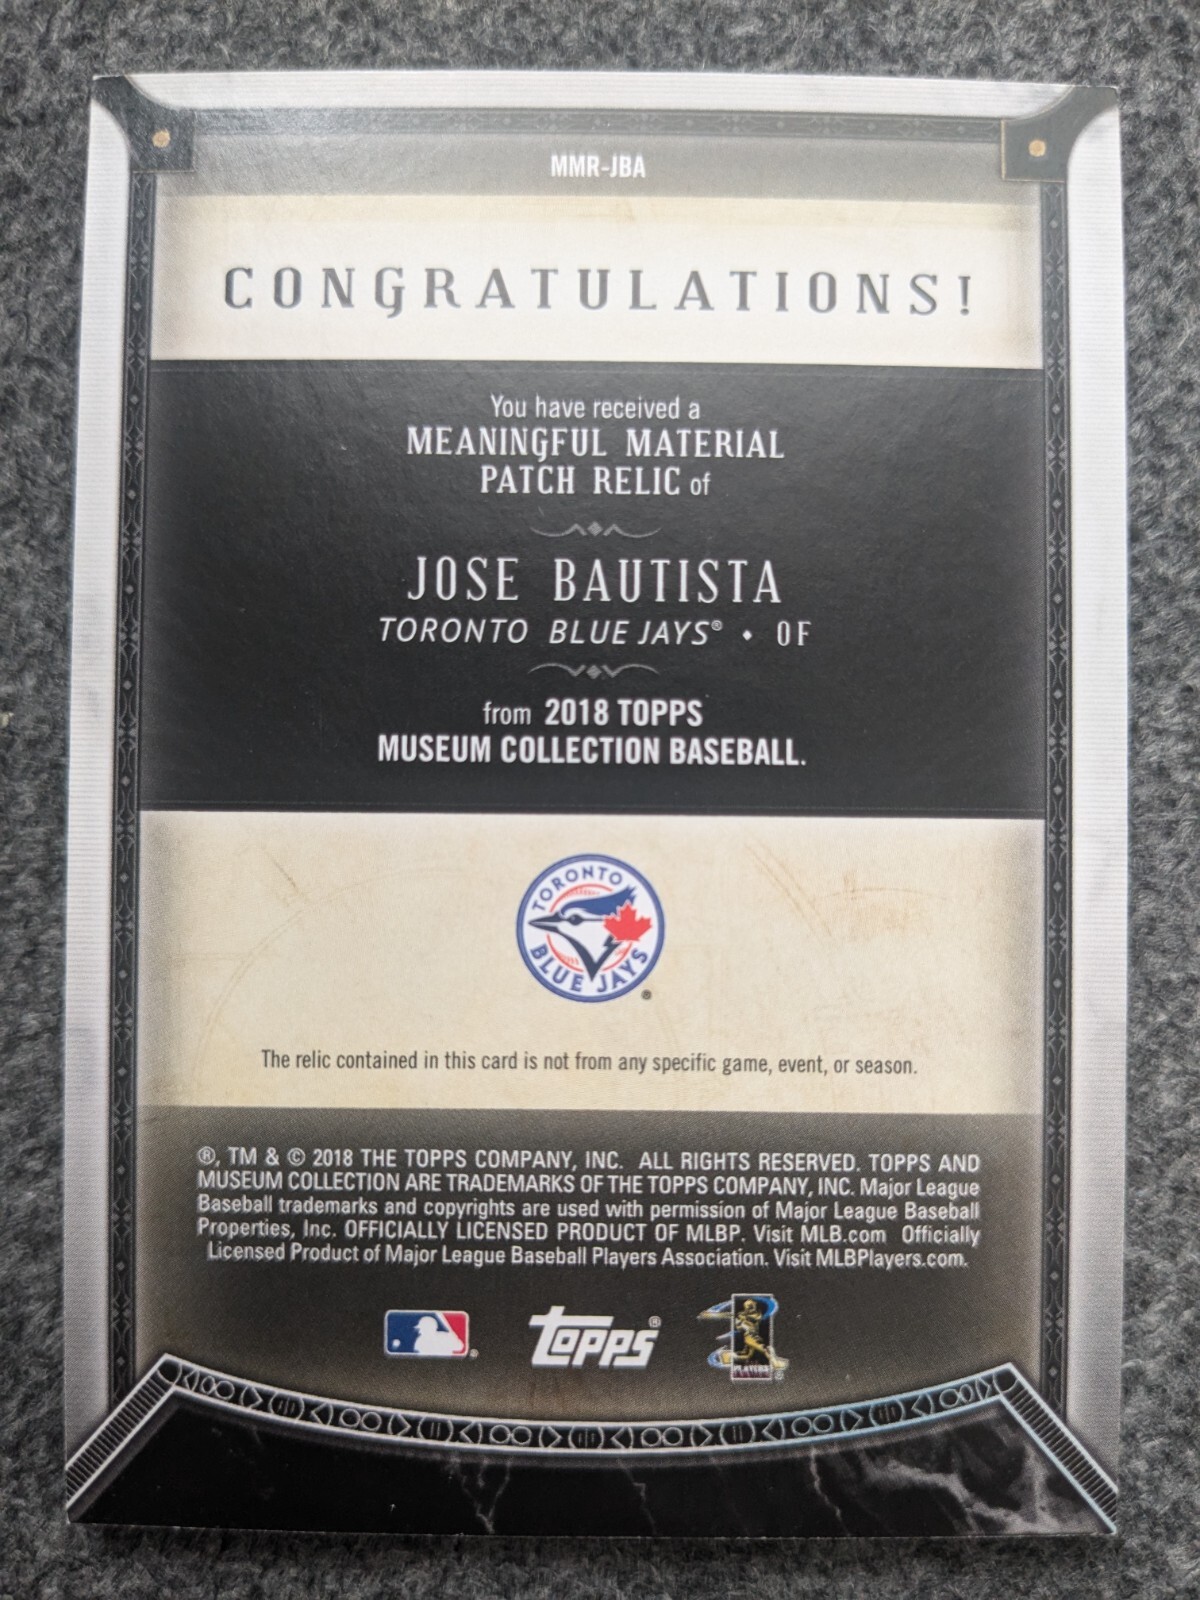 MMR-JBA
CONGRATULATIONS!
You have received a
MEANINGFUL MATERIAL
PATCH RELIC of
JOSE BAUTISTA
TORONTO BLUE JAYS® • OF
from 2018 TOPPS
MUSEUM COLLECTION BASEBALL.
TORONTO
BLUE JAYS
®
The relic contained in this card is not from any specific game, event, or season.
®, TM & © 2018 THE TOPPS COMPANY, INC. ALL RIGHTS RESERVED. TOPPS AND
MUSEUM COLLECTION ARE TRADEMARKS OF THE TOPPS COMPANY, INC. Major League
Baseball trademarks and copyrights are used with permission of Major League Baseball
Properties, Inc. OFFICIALLY LICENSED PRODUCT OF MLBP. Visit MLB.com Officially
Licensed Product of Major League Baseball Players Association. Visit MLBPlayers.com.
® TOPPS® PLAYERS ®